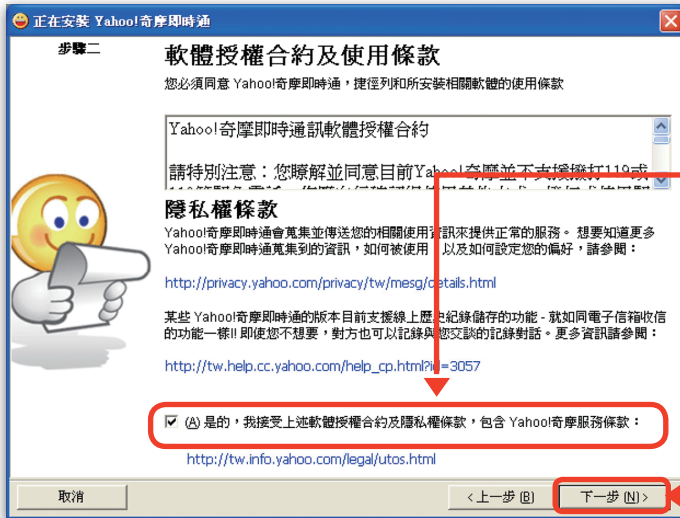 正在安裝 Yahoo!奇摩即時通
步驟二
軟體授權合約及使用條款
您必須同意 Yahoo!奇摩即時通，捷徑列和所安裝相關軟體的使用條款
Yahoo!奇摩即時通訊軟體授權合約
請特別注意：您瞭解並同意目前Yahoo!奇摩並不支援撥打119或
隱私權條款
Yahoo!奇摩即時通會蒐集並傳送您的相關使用資訊來提供正常的服務。 想要知道更多
Yahoo!奇摩即時通蒐集到的資訊，如何被使用，以及如何設定您的偏好，請參閱：
http://privacy.yahoo.com/privacy/tw/mesg/details.html
某些 Yahoo!奇摩即時通的版本目前支援線上歷史紀錄儲存的功能 - 就如同電子信箱收信
的功能一樣!! 即使您不想要，對方也可以記錄與您交談的記錄對話。更多資訊請參閱：
http://tw.help.cc.yahoo.com/help_cp.html?id=3057
(A) 是的，我接受上述軟體授權合約及隱私權條款，包含 Yahoo!奇摩服務條款：
http://tw.info.yahoo.com/legal/utos.html
取消
<上一步 (B)
下一步 (N)>